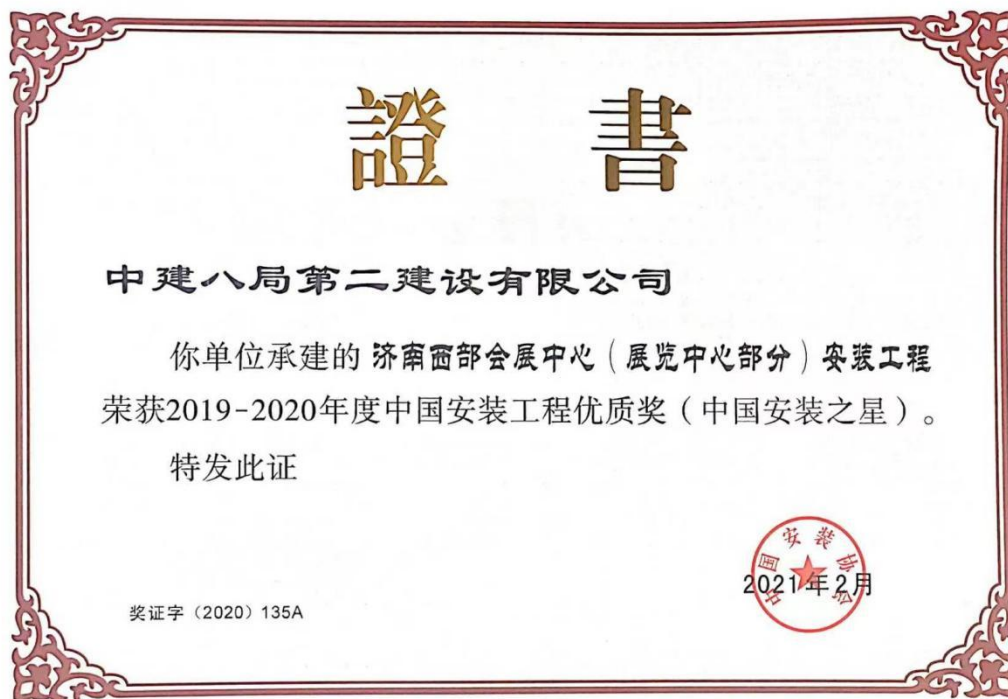 證書
中建八局第二建设有限公司
你单位承建的 济南西部会展中心（展览中心部分）安装工程
荣获2019-2020年度中国安装工程优质奖（中国安装之星）。
特发此证
中国安装协会
2021年2月
奖证字（2020）135A